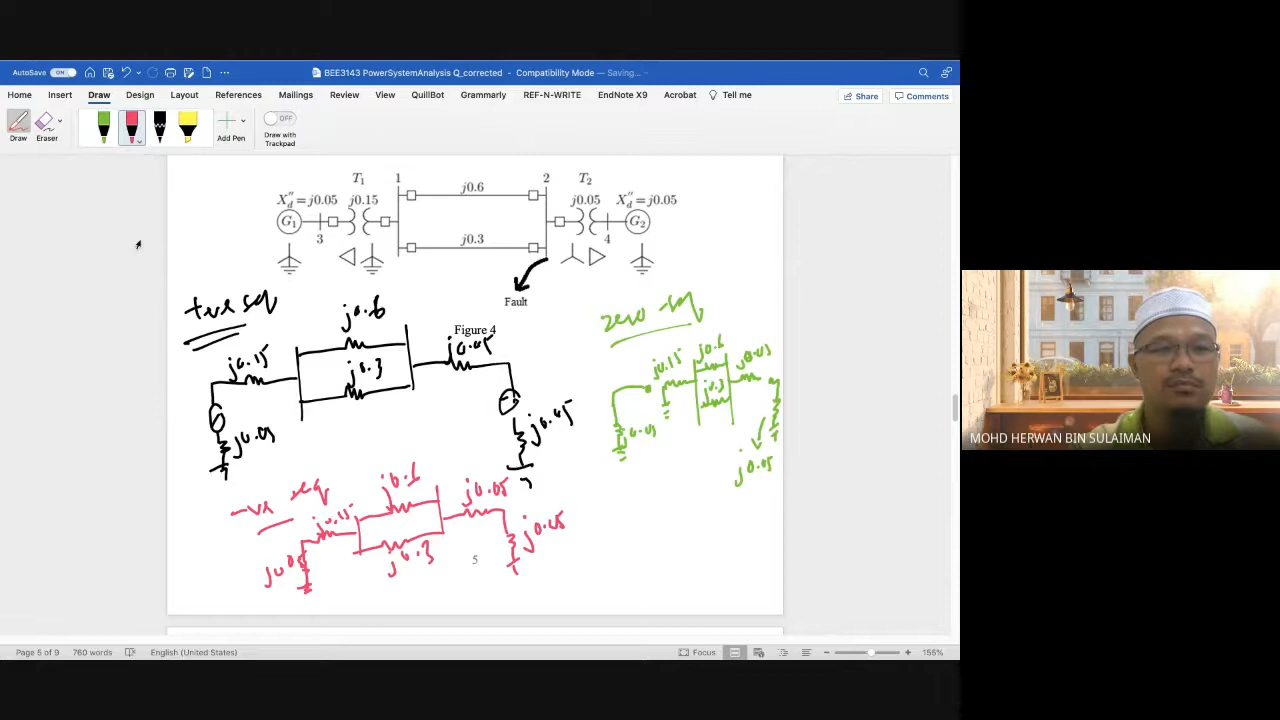 AutoSave ON BEE3143 PowerSystemAnalysis Q_corrected - Compatibility Mode — Saving...
Home Insert Draw Design Layout References Mailings Review View QuillBot Grammarly REF-N-WRITE EndNote X9 Acrobat Tell me Share Comments
Draw Eraser Add Pen OFF Draw with Trackpad
T1 1 j0.6 2 T2
X''d = j0.05 j0.15 j0.05 X''d = j0.05
G1 G2
3 j0.3 4
Fault
Figure 4
+ve seq
j0.6
j0.15 j0.3 j0.05
j0.05 j0.05
zero seq
j0.15 j0.6 j0.05
j0.3
j0.05
j0.05
-ve seq
j0.15 j0.6 j0.05
j0.05 j0.3 j0.05
5
MOHD HERWAN BIN SULAIMAN
Page 5 of 9 760 words English (United States) Focus 155%